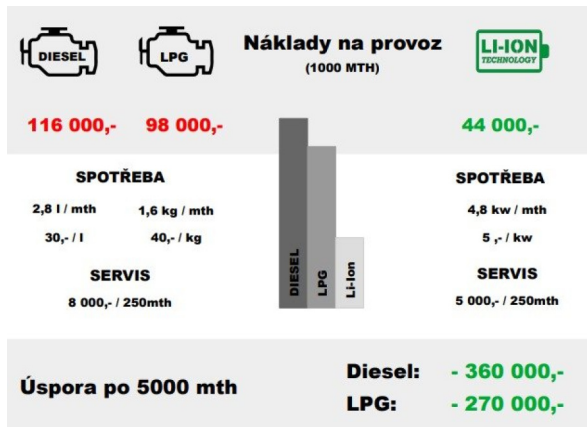 DIESEL
LPG
Náklady na provoz
(1000 MTH)
LI-ION
TECHNOLOGY
116 000,-
98 000,-
44 000,-
SPOTŘEBA
2,8 l / mth
1,6 kg / mth
30,- / l
40,- / kg
SERVIS
8 000,- / 250mth
DIESEL
LPG
Li-Ion
SPOTŘEBA
4,8 kw / mth
5 ,- / kw
SERVIS
5 000,- / 250mth
Úspora po 5000 mth
Diesel: - 360 000,-
LPG: - 270 000,-